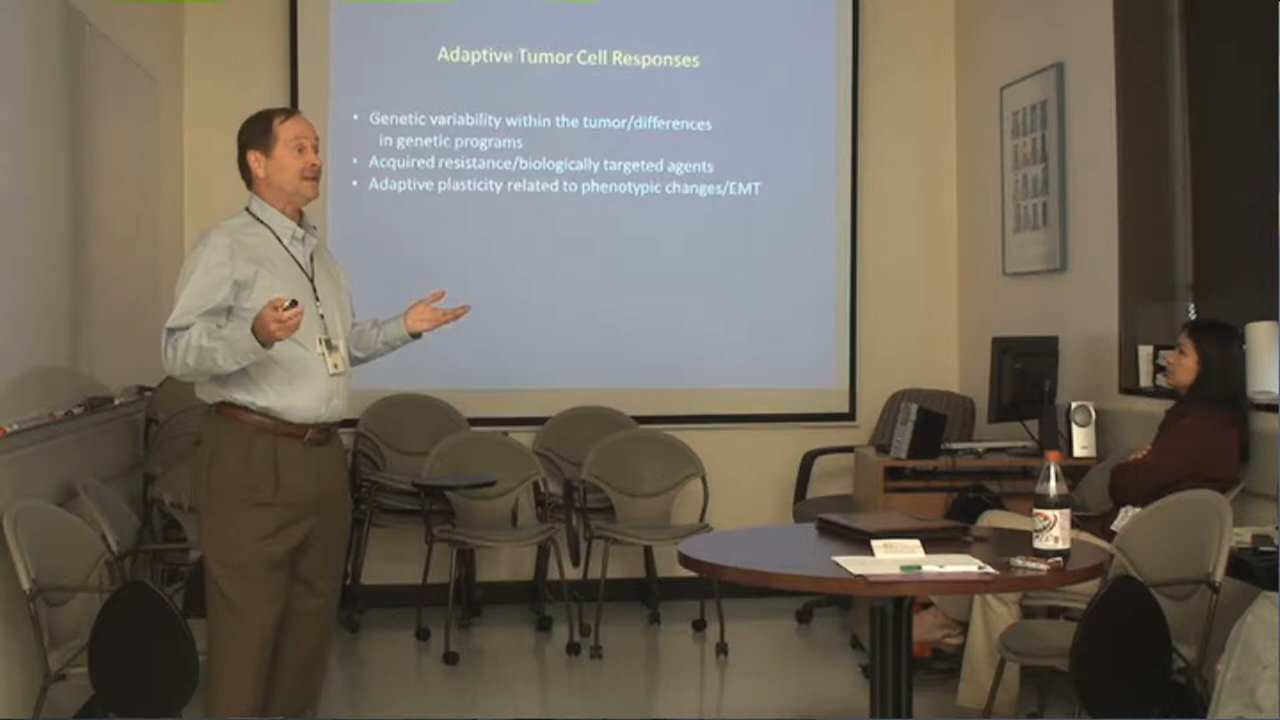 Adaptive Tumor Cell Responses
• Genetic variability within the tumor/differences
in genetic programs
• Acquired resistance/biologically targeted agents
• Adaptive plasticity related to phenotypic changes/EMT